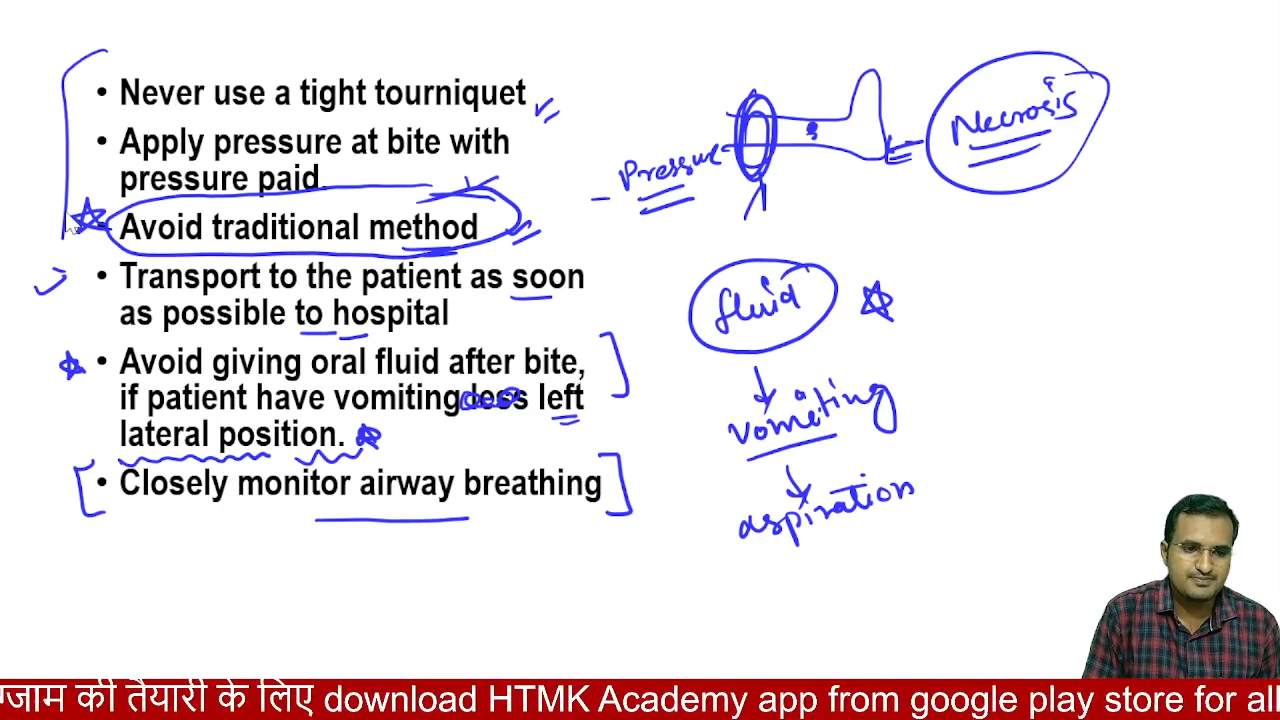 • Never use a tight tourniquet
• Apply pressure at bite with
pressure paid.
• Avoid traditional method
• Transport to the patient as soon
as possible to hospital
• Avoid giving oral fluid after bite,
if patient have vomiting less left
lateral position.
• Closely monitor airway breathing
Pressure
Necrosis
fluid
vomiting
aspiration
ग्जाम की तैयारी के लिए download HTMK Academy app from google play store for all